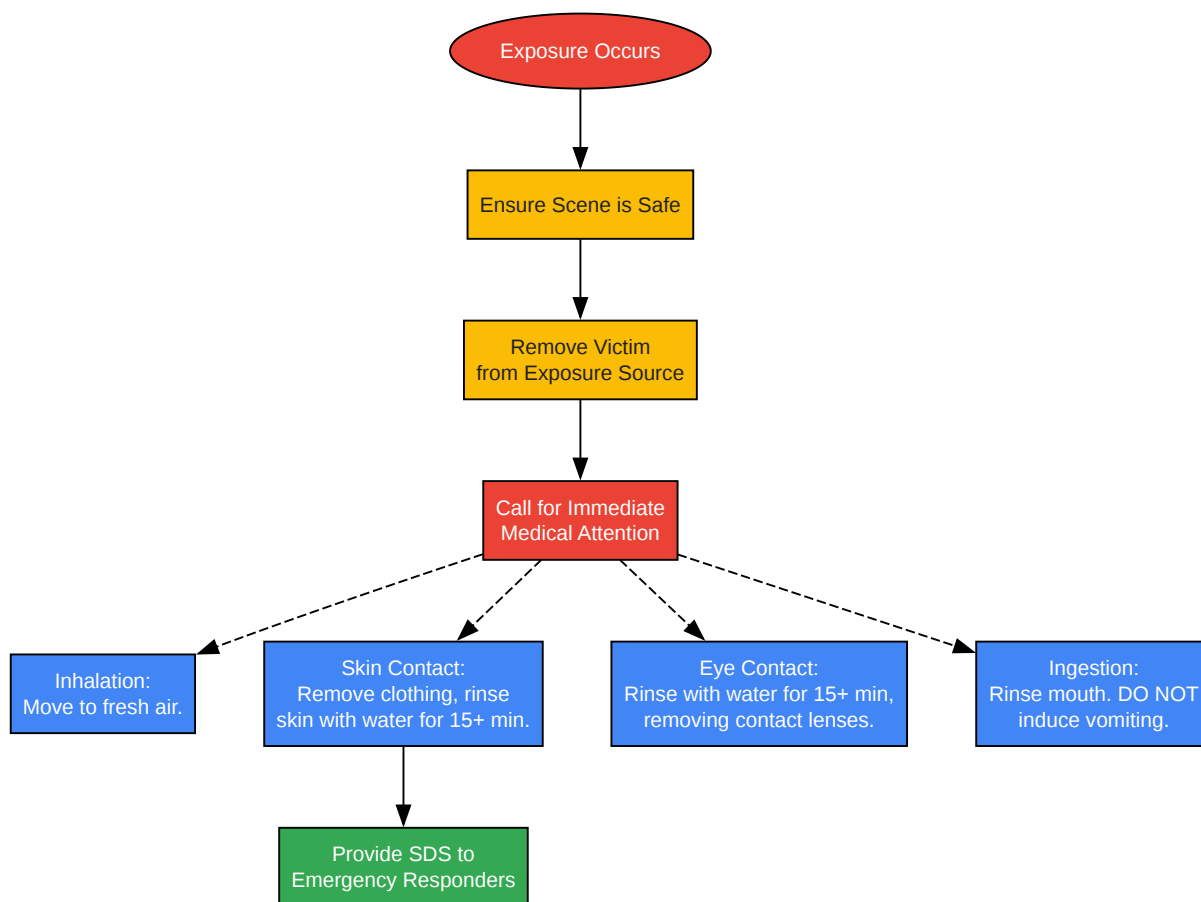 Exposure Occurs
Ensure Scene is Safe
Remove Victim
from Exposure Source
Call for Immediate
Medical Attention
Inhalation:
Move to fresh air.
Skin Contact:
Remove clothing, rinse
skin with water for 15+ min.
Eye Contact:
Rinse with water for 15+ min,
removing contact lenses.
Ingestion:
Rinse mouth. DO NOT
induce vomiting.
Provide SDS to
Emergency Responders